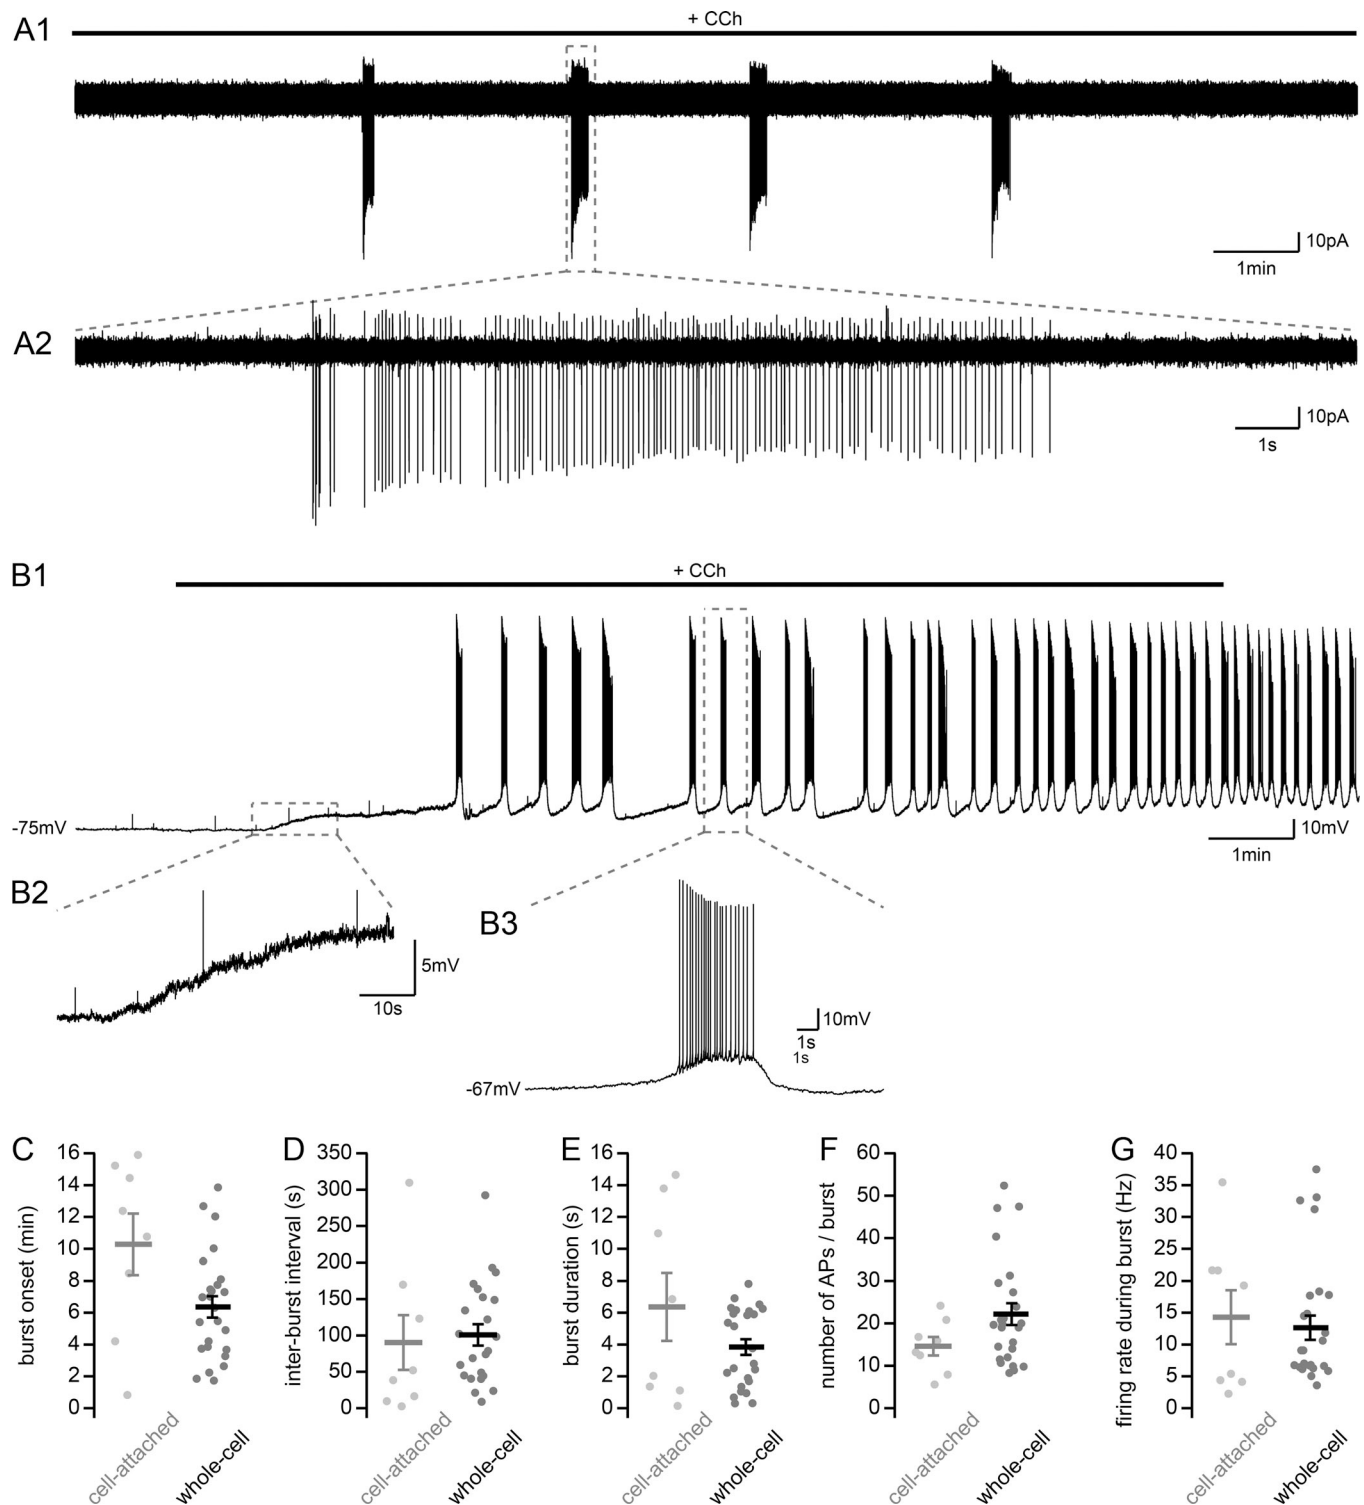 A1
+ CCh
10pA
1min
A2
10pA
1s
B1
+ CCh
-75mV
10mV
1min
B2
5mV
10s
B3
10mV
1s
1s
-67mV
C
burst onset (min)
16
14
12
10
8
6
4
2
0
cell-attached
whole-cell
D
inter-burst interval (s)
350
300
250
200
150
100
50
0
cell-attached
whole-cell
E
burst duration (s)
16
14
12
10
8
6
4
2
0
cell-attached
whole-cell
F
number of APs / burst
60
50
40
30
20
10
0
cell-attached
whole-cell
G
firing rate during burst (Hz)
40
35
30
25
20
15
10
5
0
cell-attached
whole-cell